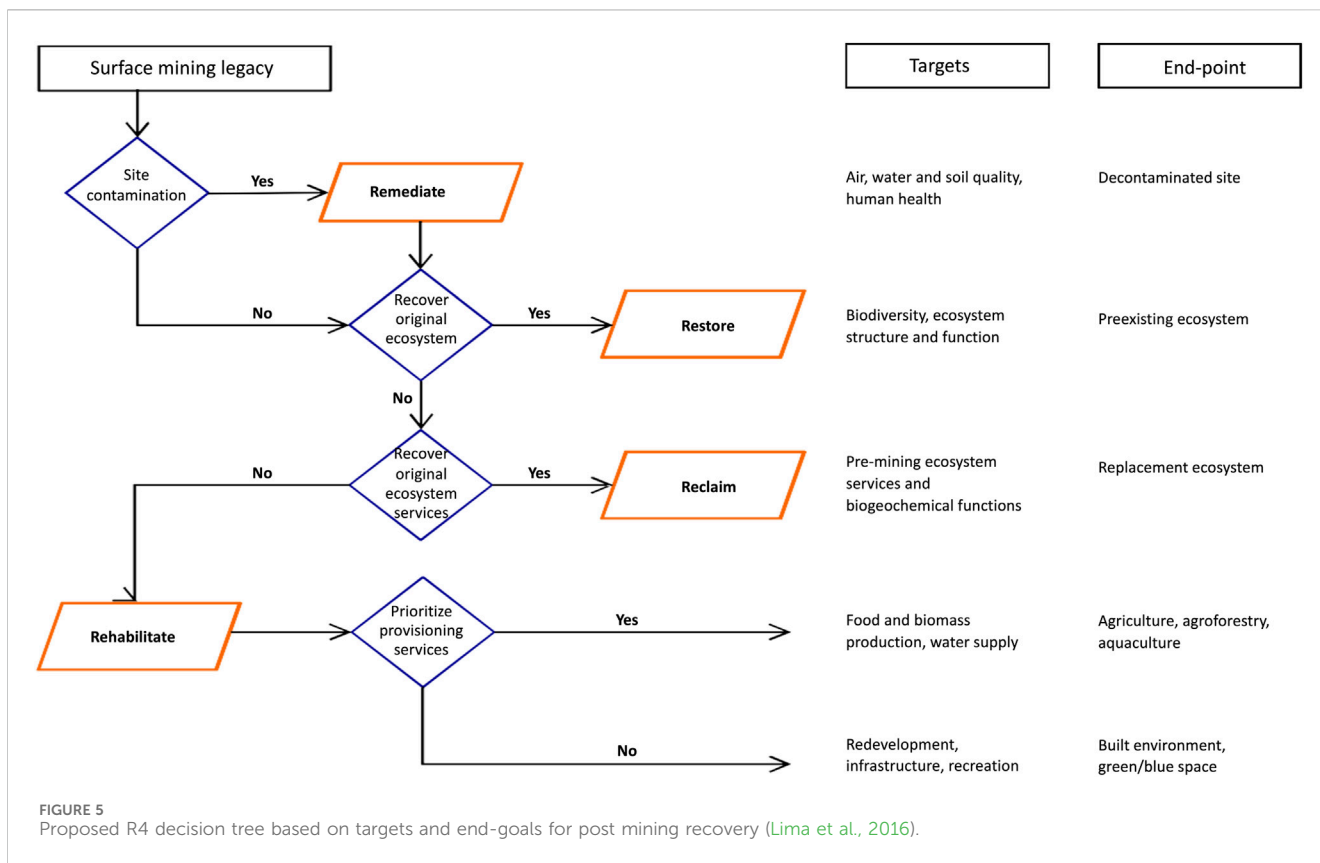 Surface mining legacy
Targets
End-point
Site
contamination
Yes
Remediate
Air, water and soil quality,
human health
Decontaminated site
No
Recover
original
ecosystem
Yes
Restore
Biodiversity, ecosystem
structure and function
Preexisting ecosystem
No
Recover
original
ecosystem
services
No
Yes
Reclaim
Pre-mining ecosystem
services and
biogeochemical functions
Replacement ecosystem
Rehabilitate
Prioritize
provisioning
services
Yes
Food and biomass
production, water supply
Agriculture, agroforestry,
aquaculture
No
Redevelopment,
infrastructure, recreation
Built environment,
green/blue space
FIGURE 5
Proposed R4 decision tree based on targets and end-goals for post mining recovery (Lima et al., 2016).